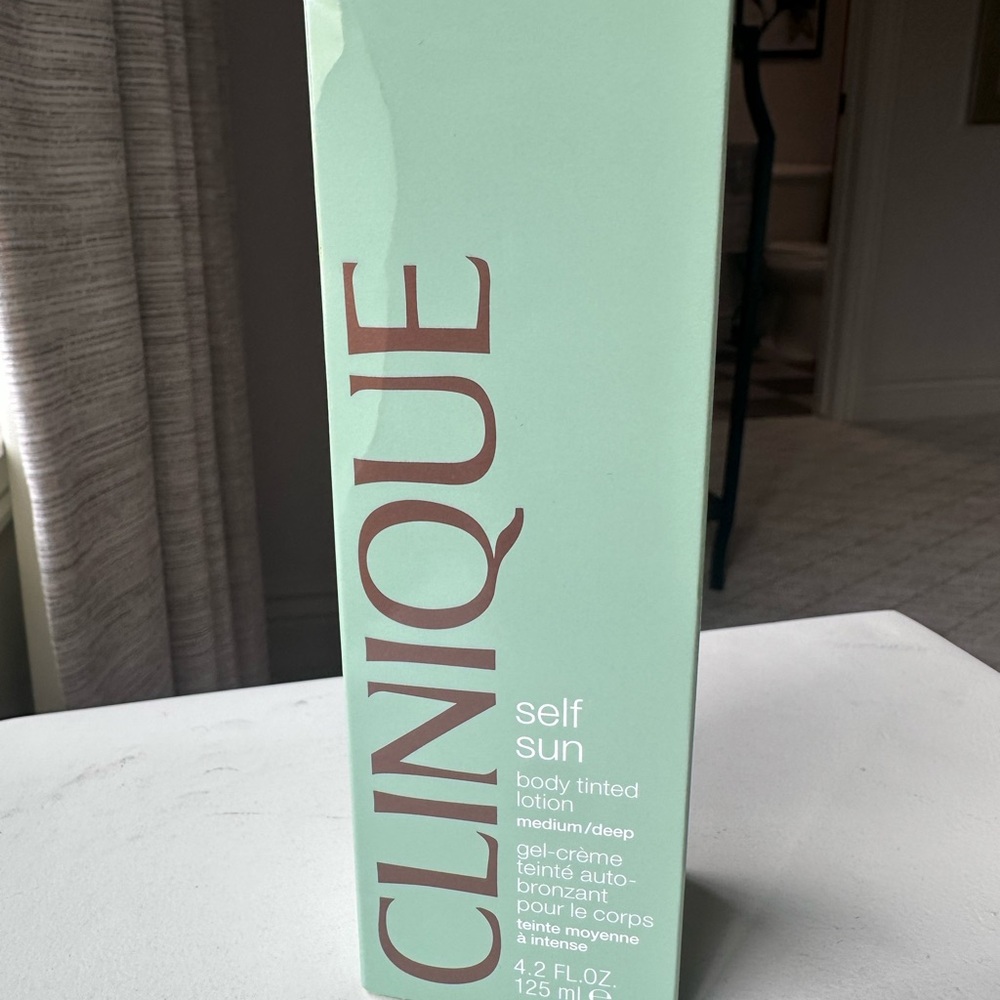 CLINIQUE
self
sun
body tinted
lotion
medium/deep
gel-crème
teinté auto-
bronzant
pour le corps
teinte moyenne
à intense
4.2 FL.OZ.
125 ml ℮